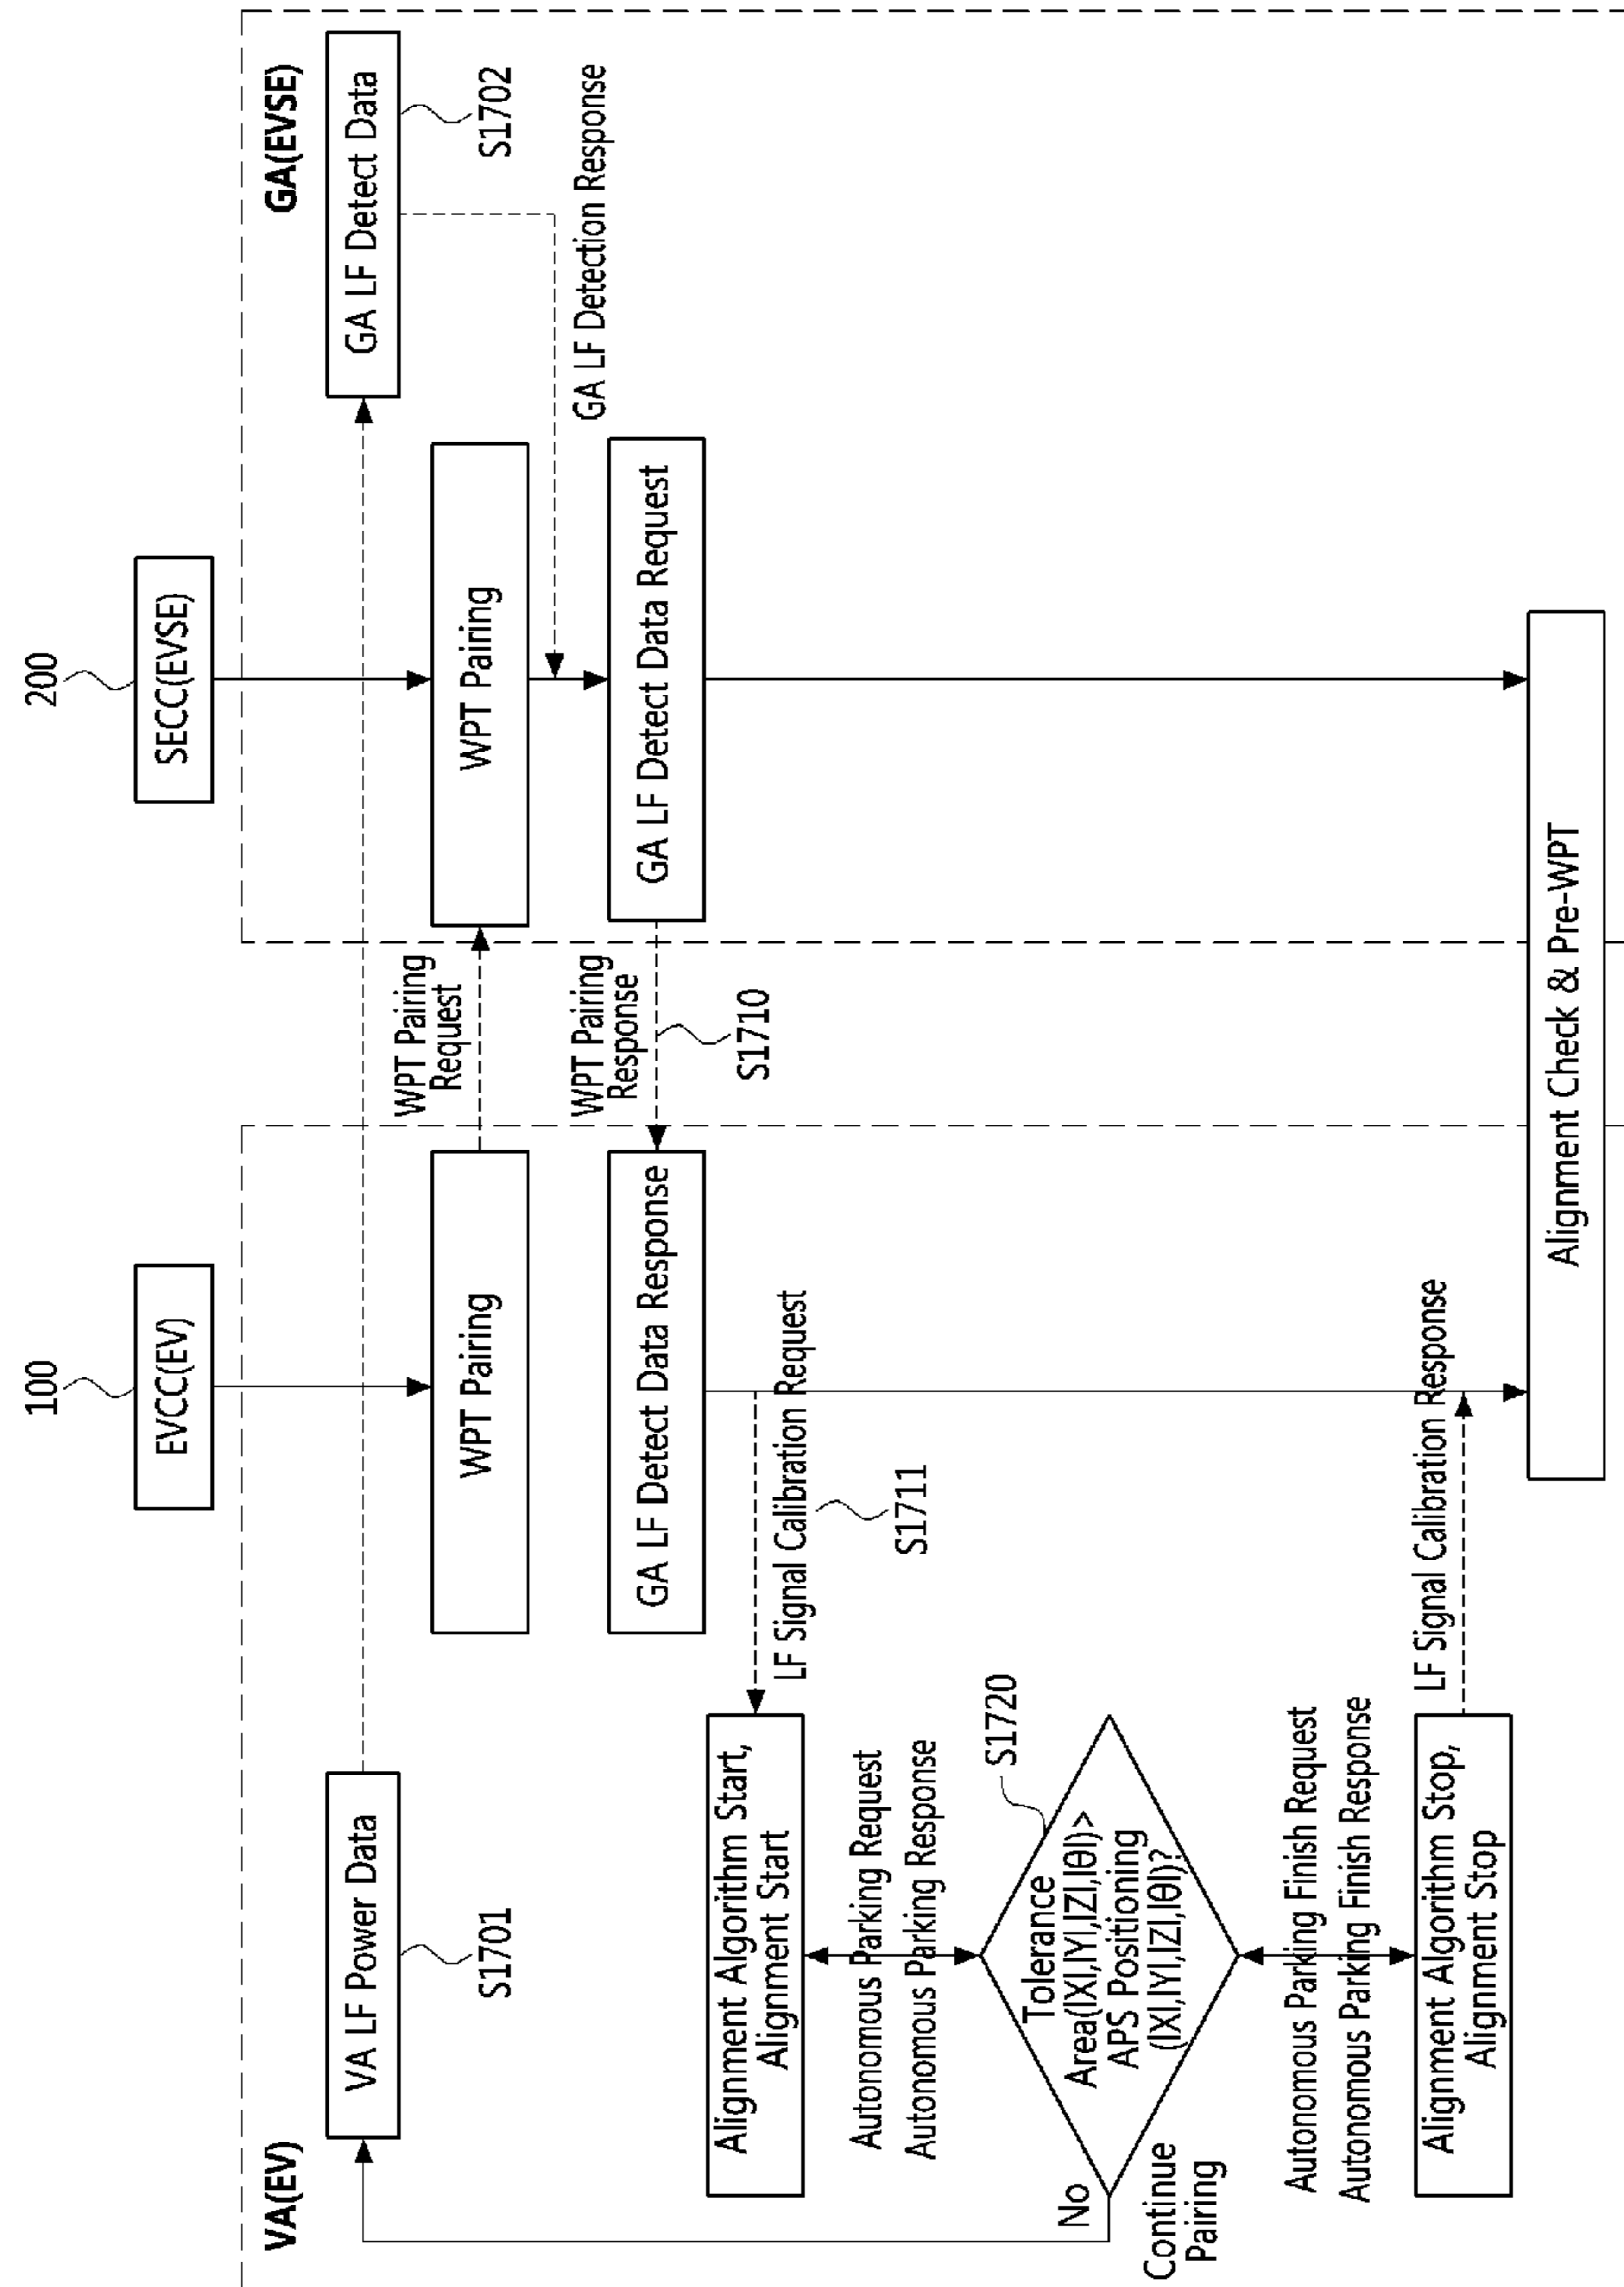 100
200
EVCC(EV)
SECC(EVSE)
VA(EV)
GA(EVSE)
VA LF Power Data
GA LF Detect Data
S1701
S1702
WPT Pairing
WPT Pairing
Request
WPT Pairing
GA LF Detection Response
GA LF Detect Data Response
WPT Pairing
Response
GA LF Detect Data Request
S1710
Alignment Algorithm Start,
Alignment Start
LF Signal Calibration Request
S1711
Autonomous Parking Request
Autonomous Parking Response
S1720
Tolerance
Area(|X|,|Y|,|Z|,|θ|)>
APS Positioning
(|X|,|Y|,|Z|,|θ|)?
No
Continue
Pairing
Autonomous Parking Finish Request
Autonomous Parking Finish Response
Alignment Algorithm Stop,
Alignment Stop
LF Signal Calibration Response
Alignment Check & Pre-WPT